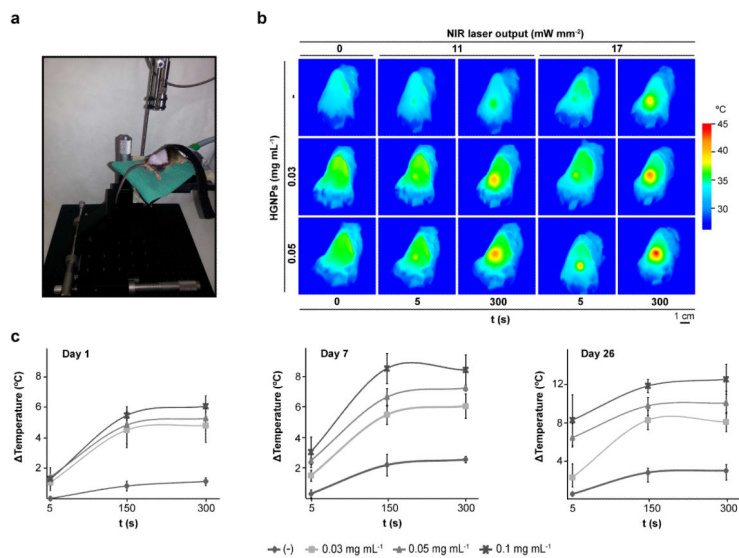 a
b
NIR laser output (mW mm⁻²)
0 11 17
HGNPs (mg mL⁻¹)
-
0.03
0.05
°C
45
40
35
30
0 5 300 5 300
t (s)
1 cm
c
Day 1
ΔTemperature (°C)
8
6
4
2
5 150 300
t (s)
Day 7
ΔTemperature (°C)
8
6
4
2
5 150 300
t (s)
Day 26
ΔTemperature (°C)
12
8
4
5 150 300
t (s)
(-) 0.03 mg mL⁻¹ 0.05 mg mL⁻¹ 0.1 mg mL⁻¹